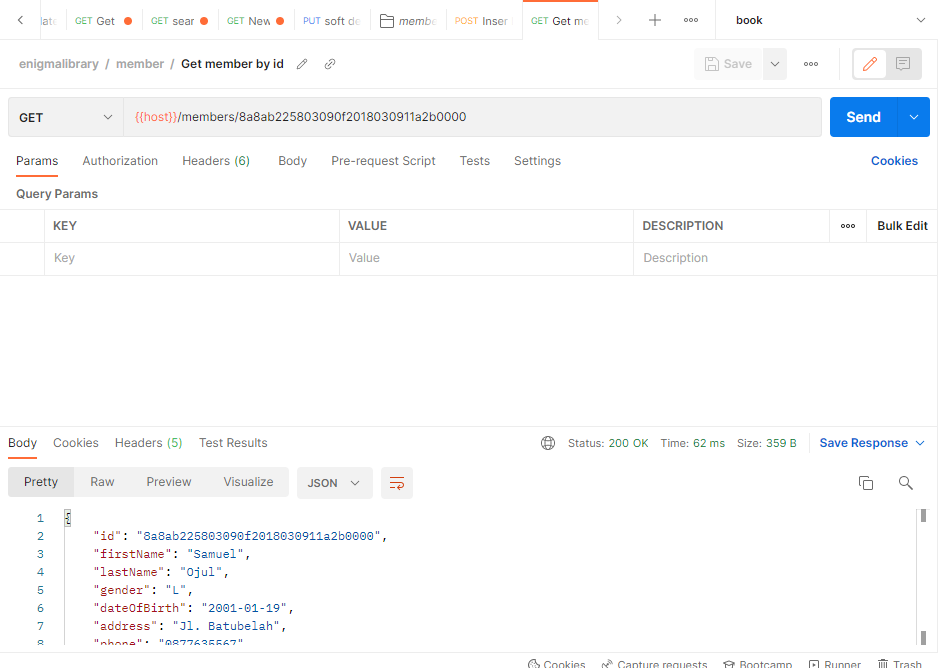 GET Get
GET sear
GET New
PUT soft de
membe
POST Inser
GET Get me
book
enigmalibrary / member / Get member by id
Save
GET
{{host}}/members/8a8ab225803090f2018030911a2b0000
Send
Params Authorization Headers (6) Body Pre-request Script Tests Settings Cookies
Query Params
KEY VALUE DESCRIPTION Bulk Edit
Key Value Description
Body Cookies Headers (5) Test Results Status: 200 OK Time: 62 ms Size: 359 B Save Response
Pretty Raw Preview Visualize JSON
1 {
2 "id": "8a8ab225803090f2018030911a2b0000",
3 "firstName": "Samuel",
4 "lastName": "Ojul",
5 "gender": "L",
6 "dateOfBirth": "2001-01-19",
7 "address": "Jl. Batubelah",
8 "phone": "0877635567"
Cookies Capture requests Bootcamp Runner Trash